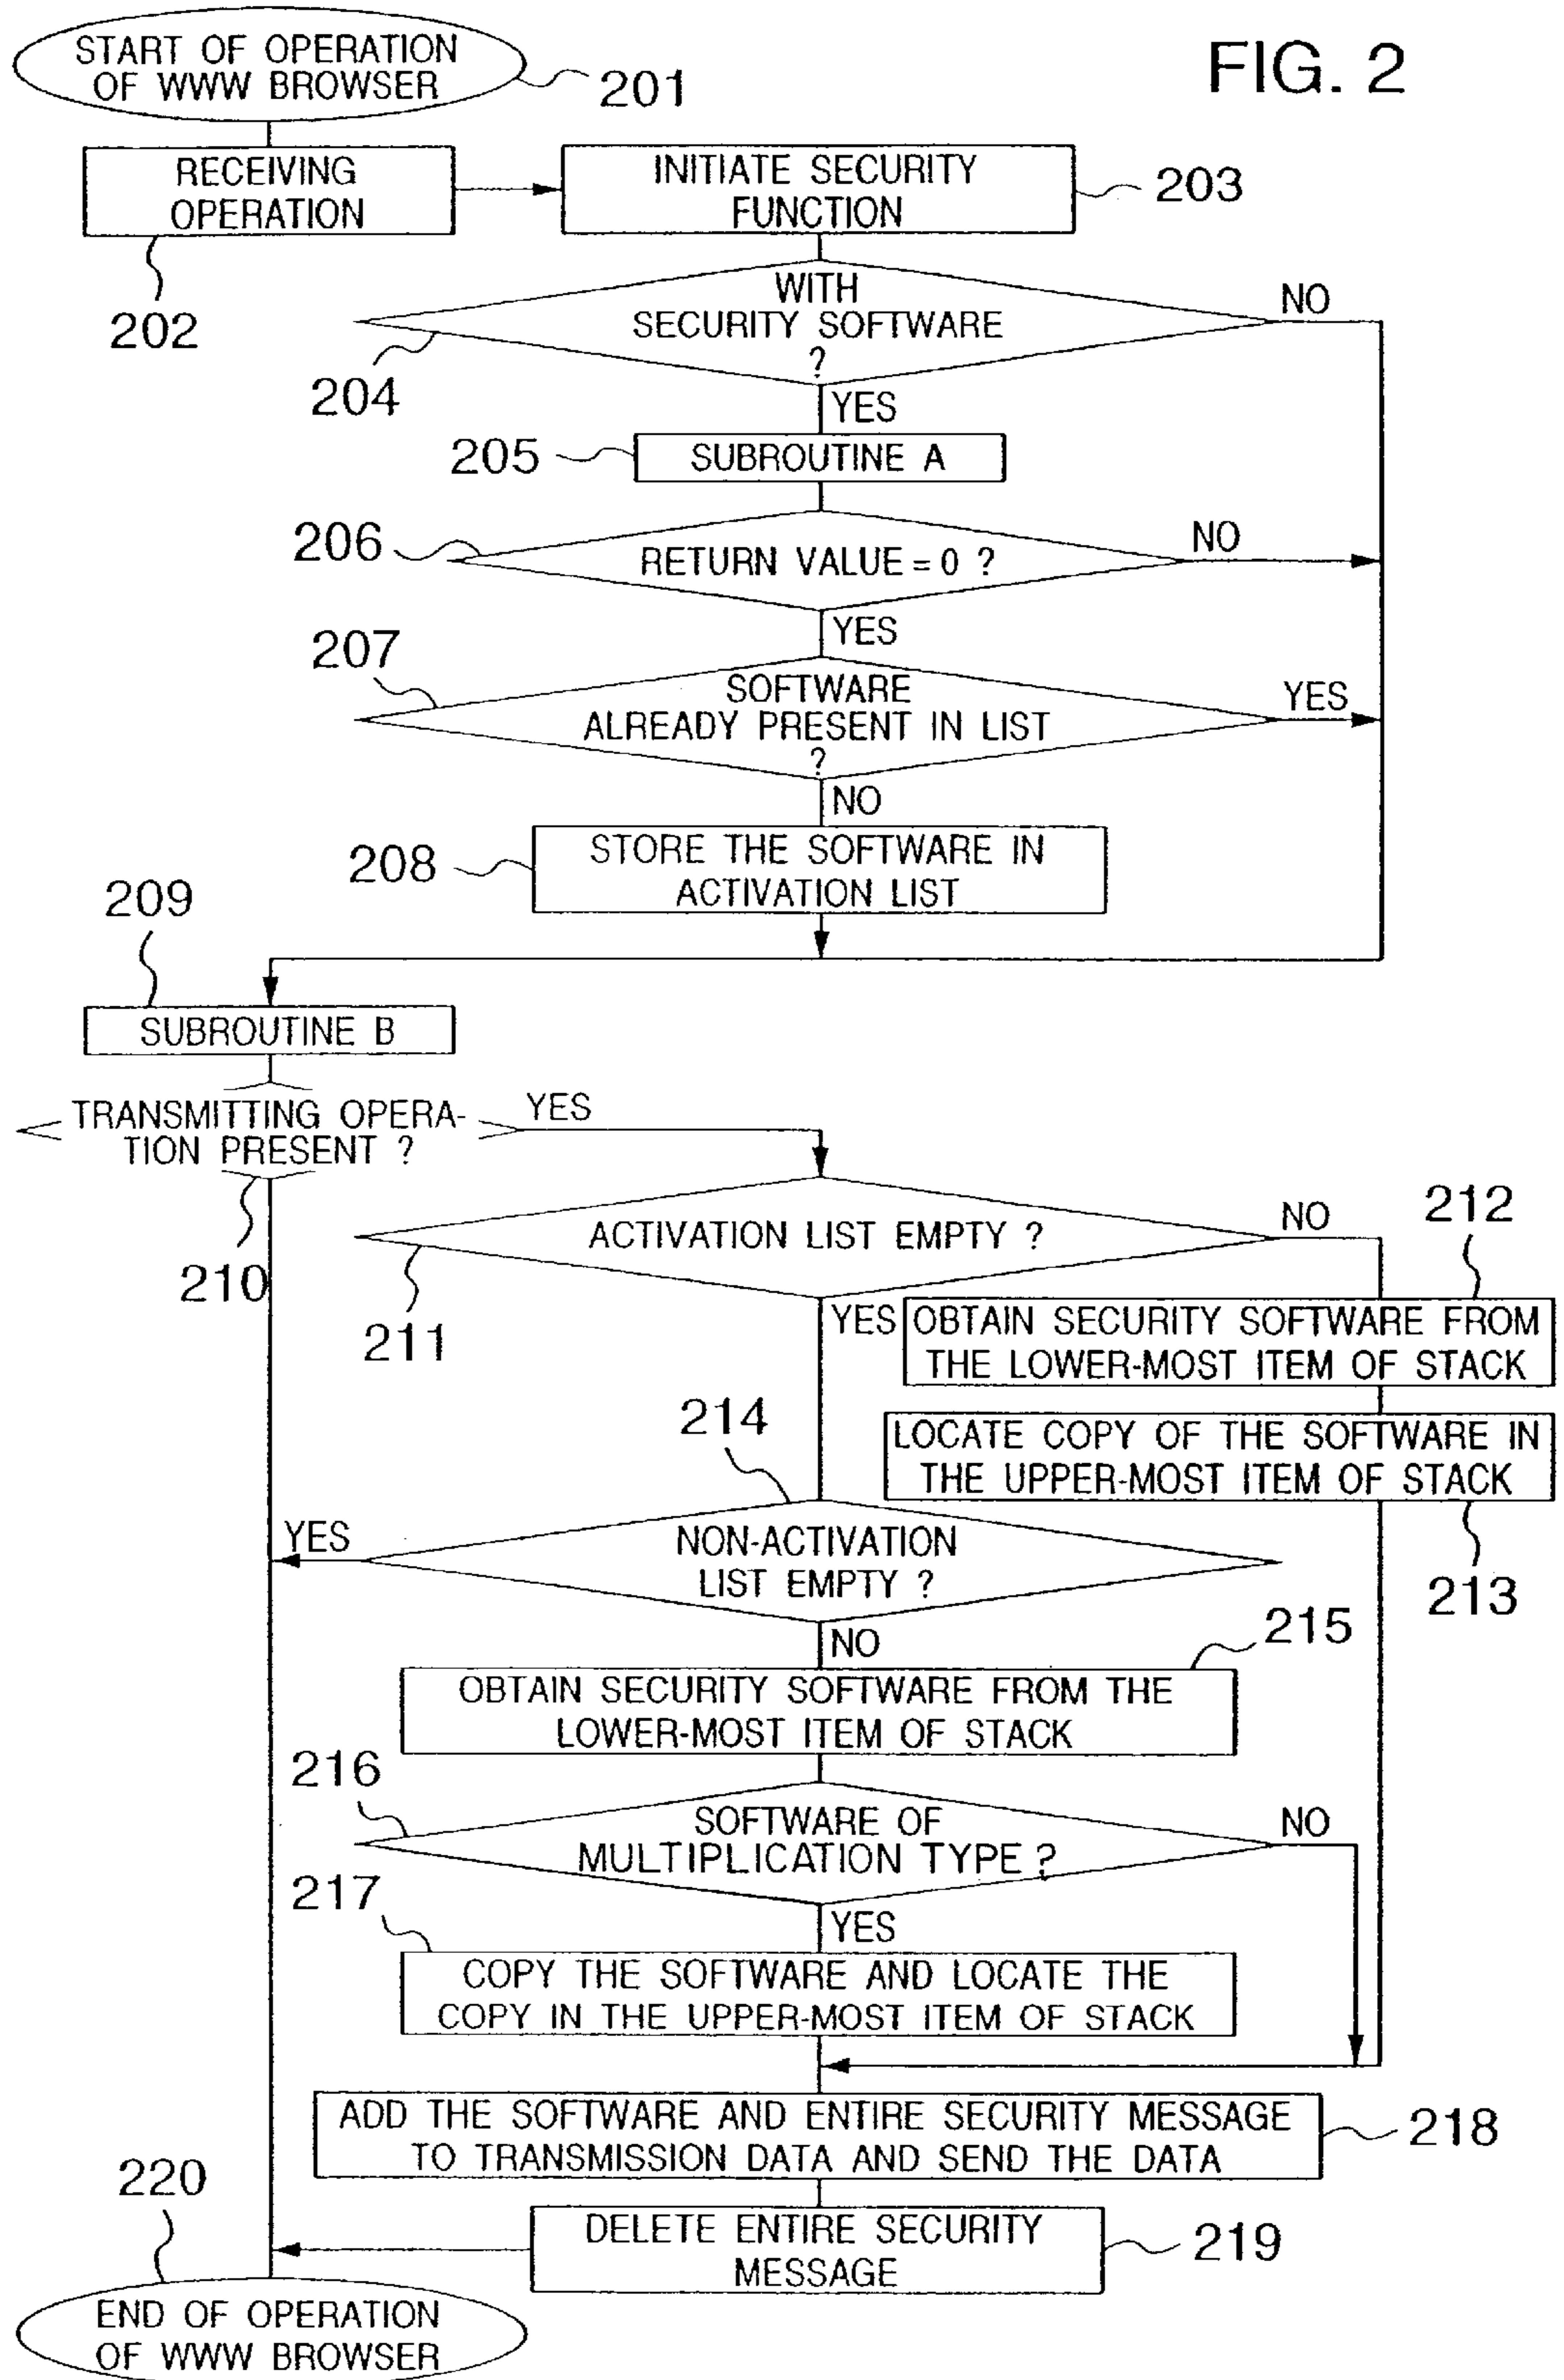 START OF OPERATION
OF WWW BROWSER
201
FIG. 2
RECEIVING
OPERATION
202
INITIATE SECURITY
FUNCTION
203
WITH
SECURITY SOFTWARE
?
NO
204
YES
205
SUBROUTINE A
206
RETURN VALUE = 0 ?
NO
YES
207
SOFTWARE
ALREADY PRESENT IN LIST
?
YES
NO
208
STORE THE SOFTWARE IN
ACTIVATION LIST
209
SUBROUTINE B
TRANSMITTING OPERA-
TION PRESENT ?
YES
210
ACTIVATION LIST EMPTY ?
NO
211
YES
212
OBTAIN SECURITY SOFTWARE FROM
THE LOWER-MOST ITEM OF STACK
LOCATE COPY OF THE SOFTWARE IN
THE UPPER-MOST ITEM OF STACK
213
214
YES
NON-ACTIVATION
LIST EMPTY ?
NO
215
OBTAIN SECURITY SOFTWARE FROM THE
LOWER-MOST ITEM OF STACK
216
SOFTWARE OF
MULTIPLICATION TYPE ?
NO
217
YES
COPY THE SOFTWARE AND LOCATE THE
COPY IN THE UPPER-MOST ITEM OF STACK
ADD THE SOFTWARE AND ENTIRE SECURITY MESSAGE
TO TRANSMISSION DATA AND SEND THE DATA
218
DELETE ENTIRE SECURITY
MESSAGE
219
220
END OF OPERATION
OF WWW BROWSER